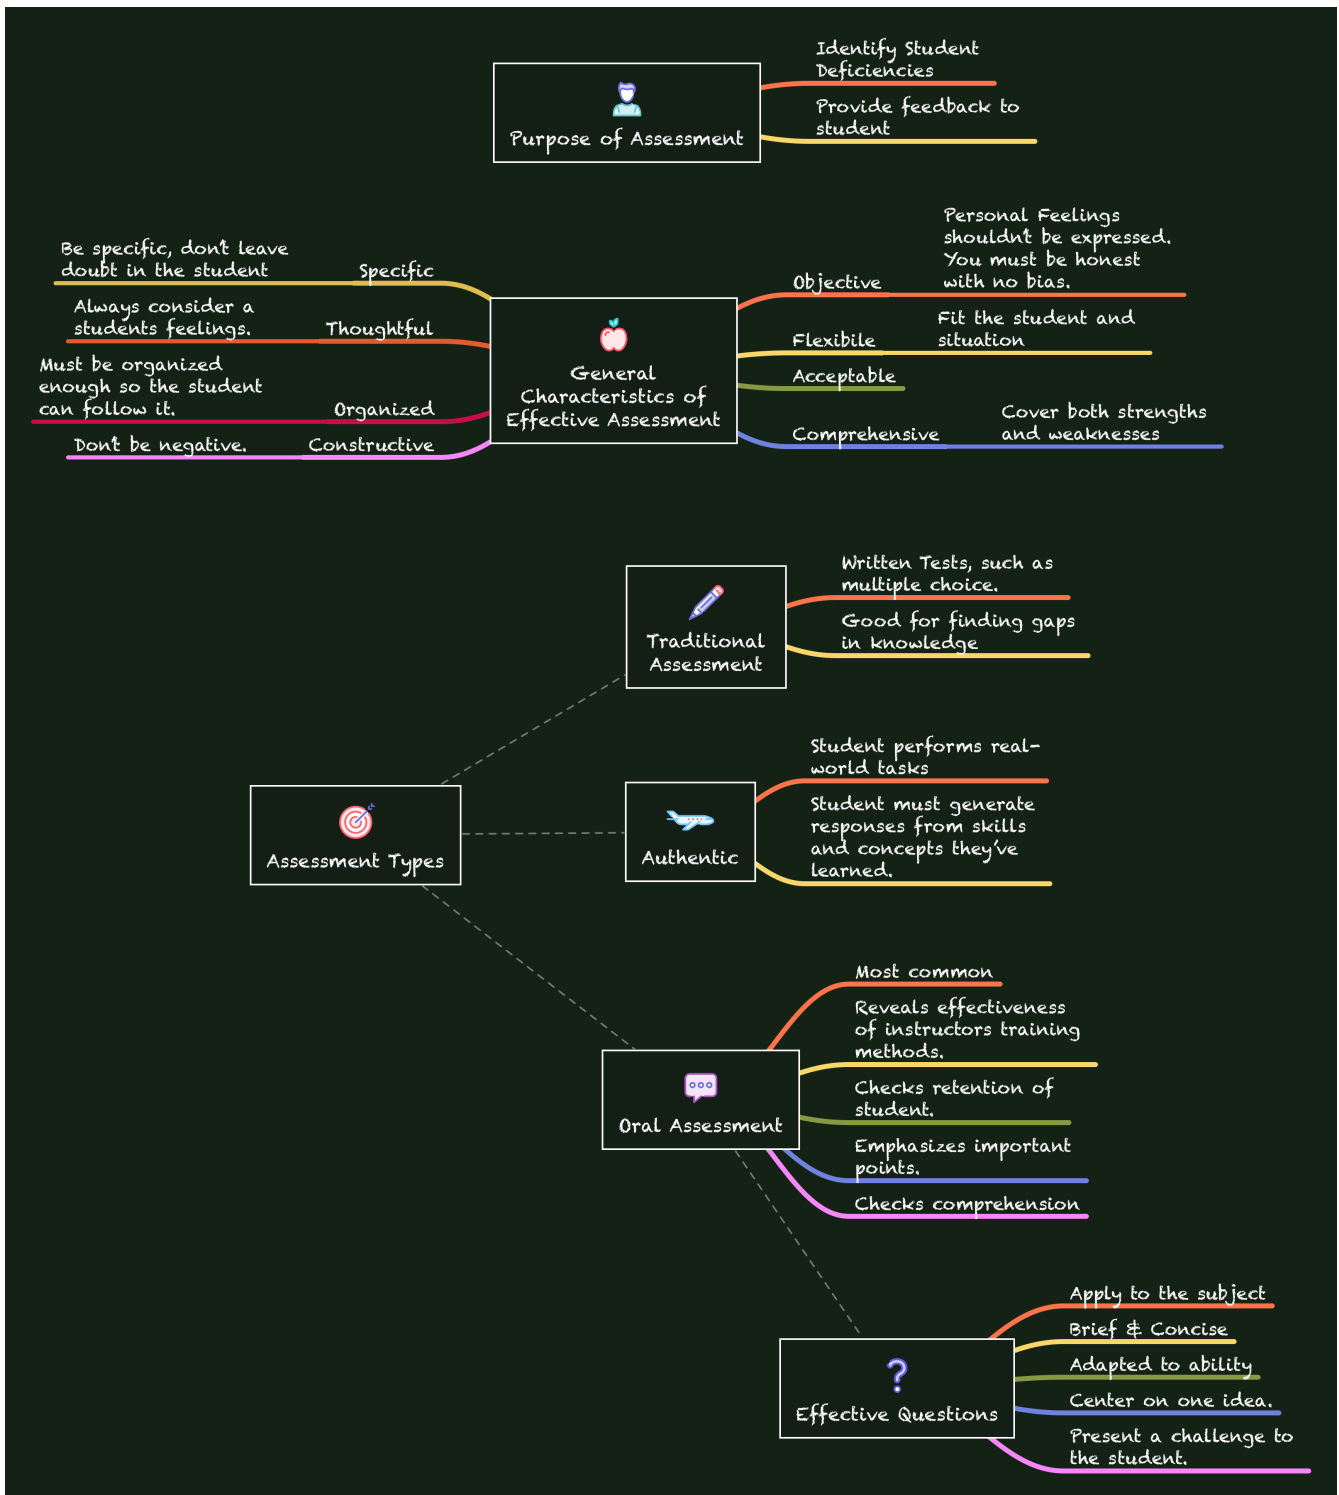 Purpose of Assessment
Identify Student
Deficiencies
Provide feedback to
student
General
Characteristics of
Effective Assessment
Be specific, don't leave
doubt in the student
Specific
Always consider a
students feelings.
Thoughtful
Must be organized
enough so the student
can follow it.
Organized
Don't be negative.
Constructive
Objective
Personal Feelings
shouldn't be expressed.
You must be honest
with no bias.
Flexibile
Fit the student and
situation
Acceptable
Comprehensive
Cover both strengths
and weaknesses
Assessment Types
Traditional
Assessment
Written Tests, such as
multiple choice.
Good for finding gaps
in knowledge
Authentic
Student performs real-
world tasks
Student must generate
responses from skills
and concepts they've
learned.
Oral Assessment
Most common
Reveals effectiveness
of instructors training
methods.
Checks retention of
student.
Emphasizes important
points.
Checks comprehension
Effective Questions
Apply to the subject
Brief & Concise
Adapted to ability
Center on one idea.
Present a challenge to
the student.